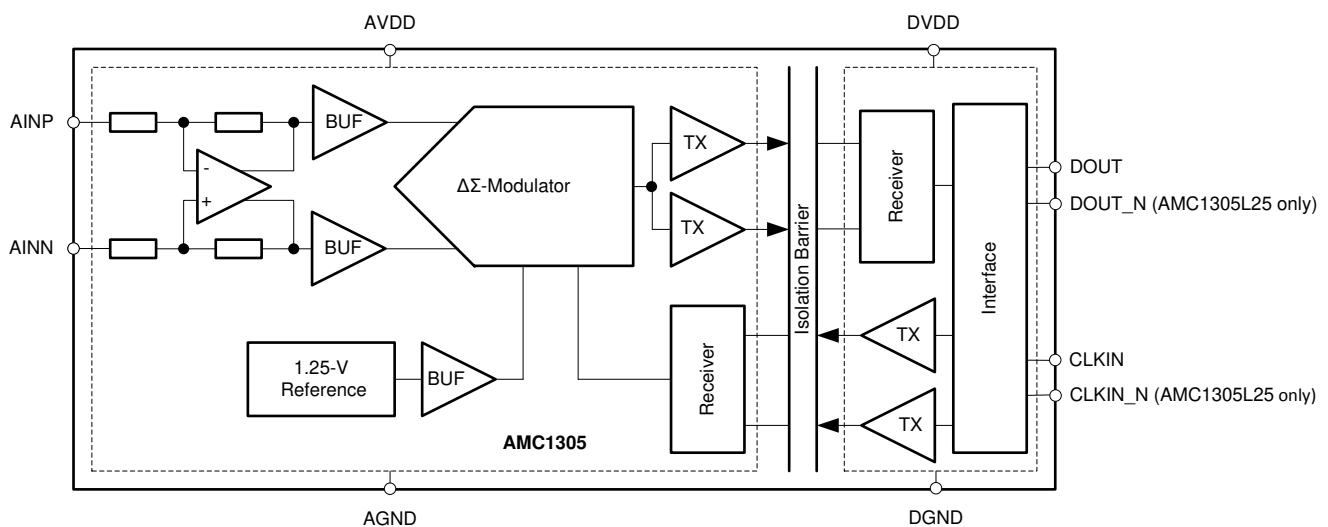 AVDD
DVDD
AINP
BUF
TX
ΔΣ-Modulator
-
+
TX
AINN
BUF
Isolation Barrier
Receiver
Interface
DOUT
DOUT_N (AMC1305L25 only)
1.25-V
Reference
BUF
Receiver
TX
TX
CLKIN
CLKIN_N (AMC1305L25 only)
AMC1305
AGND
DGND